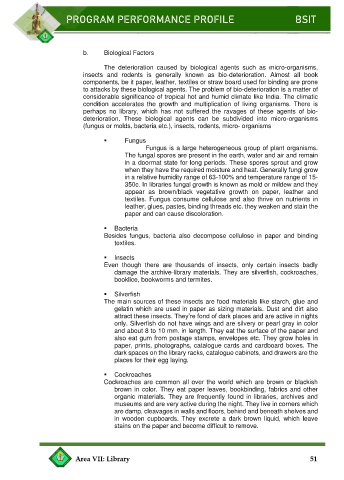 PROGRAM PERFORMANCE PROFILE BSIT
b. Biological Factors
The deterioration caused by biological agents such as micro-organisms,
insects and rodents is generally known as bio-deterioration. Almost all book
components, be it paper, leather, textiles or straw board used for binding are prone
to attacks by these biological agents. The problem of bio-deterioration is a matter of
considerable significance of tropical hot and humid climate like India. The climatic
condition accelerates the growth and multiplication of living organisms. There is
perhaps no library, which has not suffered the ravages of these agents of bio-
deterioration. These biological agents can be subdivided into micro-organisms
(fungus or molds, bacteria etc.), insects, rodents, micro- organisms
• Fungus
Fungus is a large heterogeneous group of plant organisms.
The fungal spores are present in the earth, water and air and remain
in a doormat state for long periods. These spores sprout and grow
when they have the required moisture and heat. Generally fungi grow
in a relative humidity range of 63-100% and temperature range of 15-
350c. In libraries fungal growth is known as mold or mildew and they
appear as brown/black vegetative growth on paper, leather and
textiles. Fungus consume cellulose and also thrive on nutrients in
leather, glues, pastes, binding threads etc. they weaken and stain the
paper and can cause discoloration.
• Bacteria
Besides fungus, bacteria also decompose cellulose in paper and binding
textiles.
• Insects
Even though there are thousands of insects, only certain insects badly
damage the archive-library materials. They are silverfish, cockroaches,
booklice, bookworms and termites.
• Silverfish
The main sources of these insects are food materials like starch, glue and
gelatin which are used in paper as sizing materials. Dust and dirt also
attract these insects. They're fond of dark places and are active in nights
only. Silverfish do not have wings and are silvery or pearl gray in color
and about 8 to 10 mm. in length. They eat the surface of the paper and
also eat gum from postage stamps, envelopes etc. They grow holes in
paper, prints, photographs, catalogue cards and cardboard boxes. The
dark spaces on the library racks, catalogue cabinets, and drawers are the
places for their egg laying.
• Cockroaches
Cockroaches are common all over the world which are brown or blackish
brown in color. They eat paper leaves, bookbinding, fabrics and other
organic materials. They are frequently found in libraries, archives and
museums and are very active during the night. They live in corners which
are damp, cleavages in walls and floors, behind and beneath shelves and
in wooden cupboards. They excrete a dark brown liquid, which leave
stains on the paper and become difficult to remove.
Area VII: Library 51